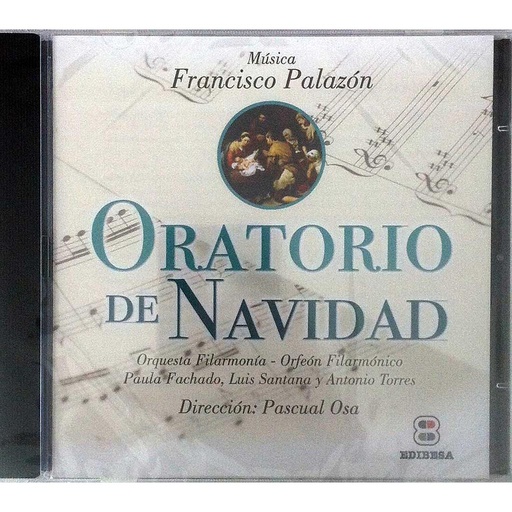 Música
Francisco Palazón
ORATORIO
DE NAVIDAD
Orquesta Filarmonía - Orfeón Filarmónico
Paula Fachado, Luis Santana y Antonio Torres
Dirección: Pascual Osa
EDIBESA